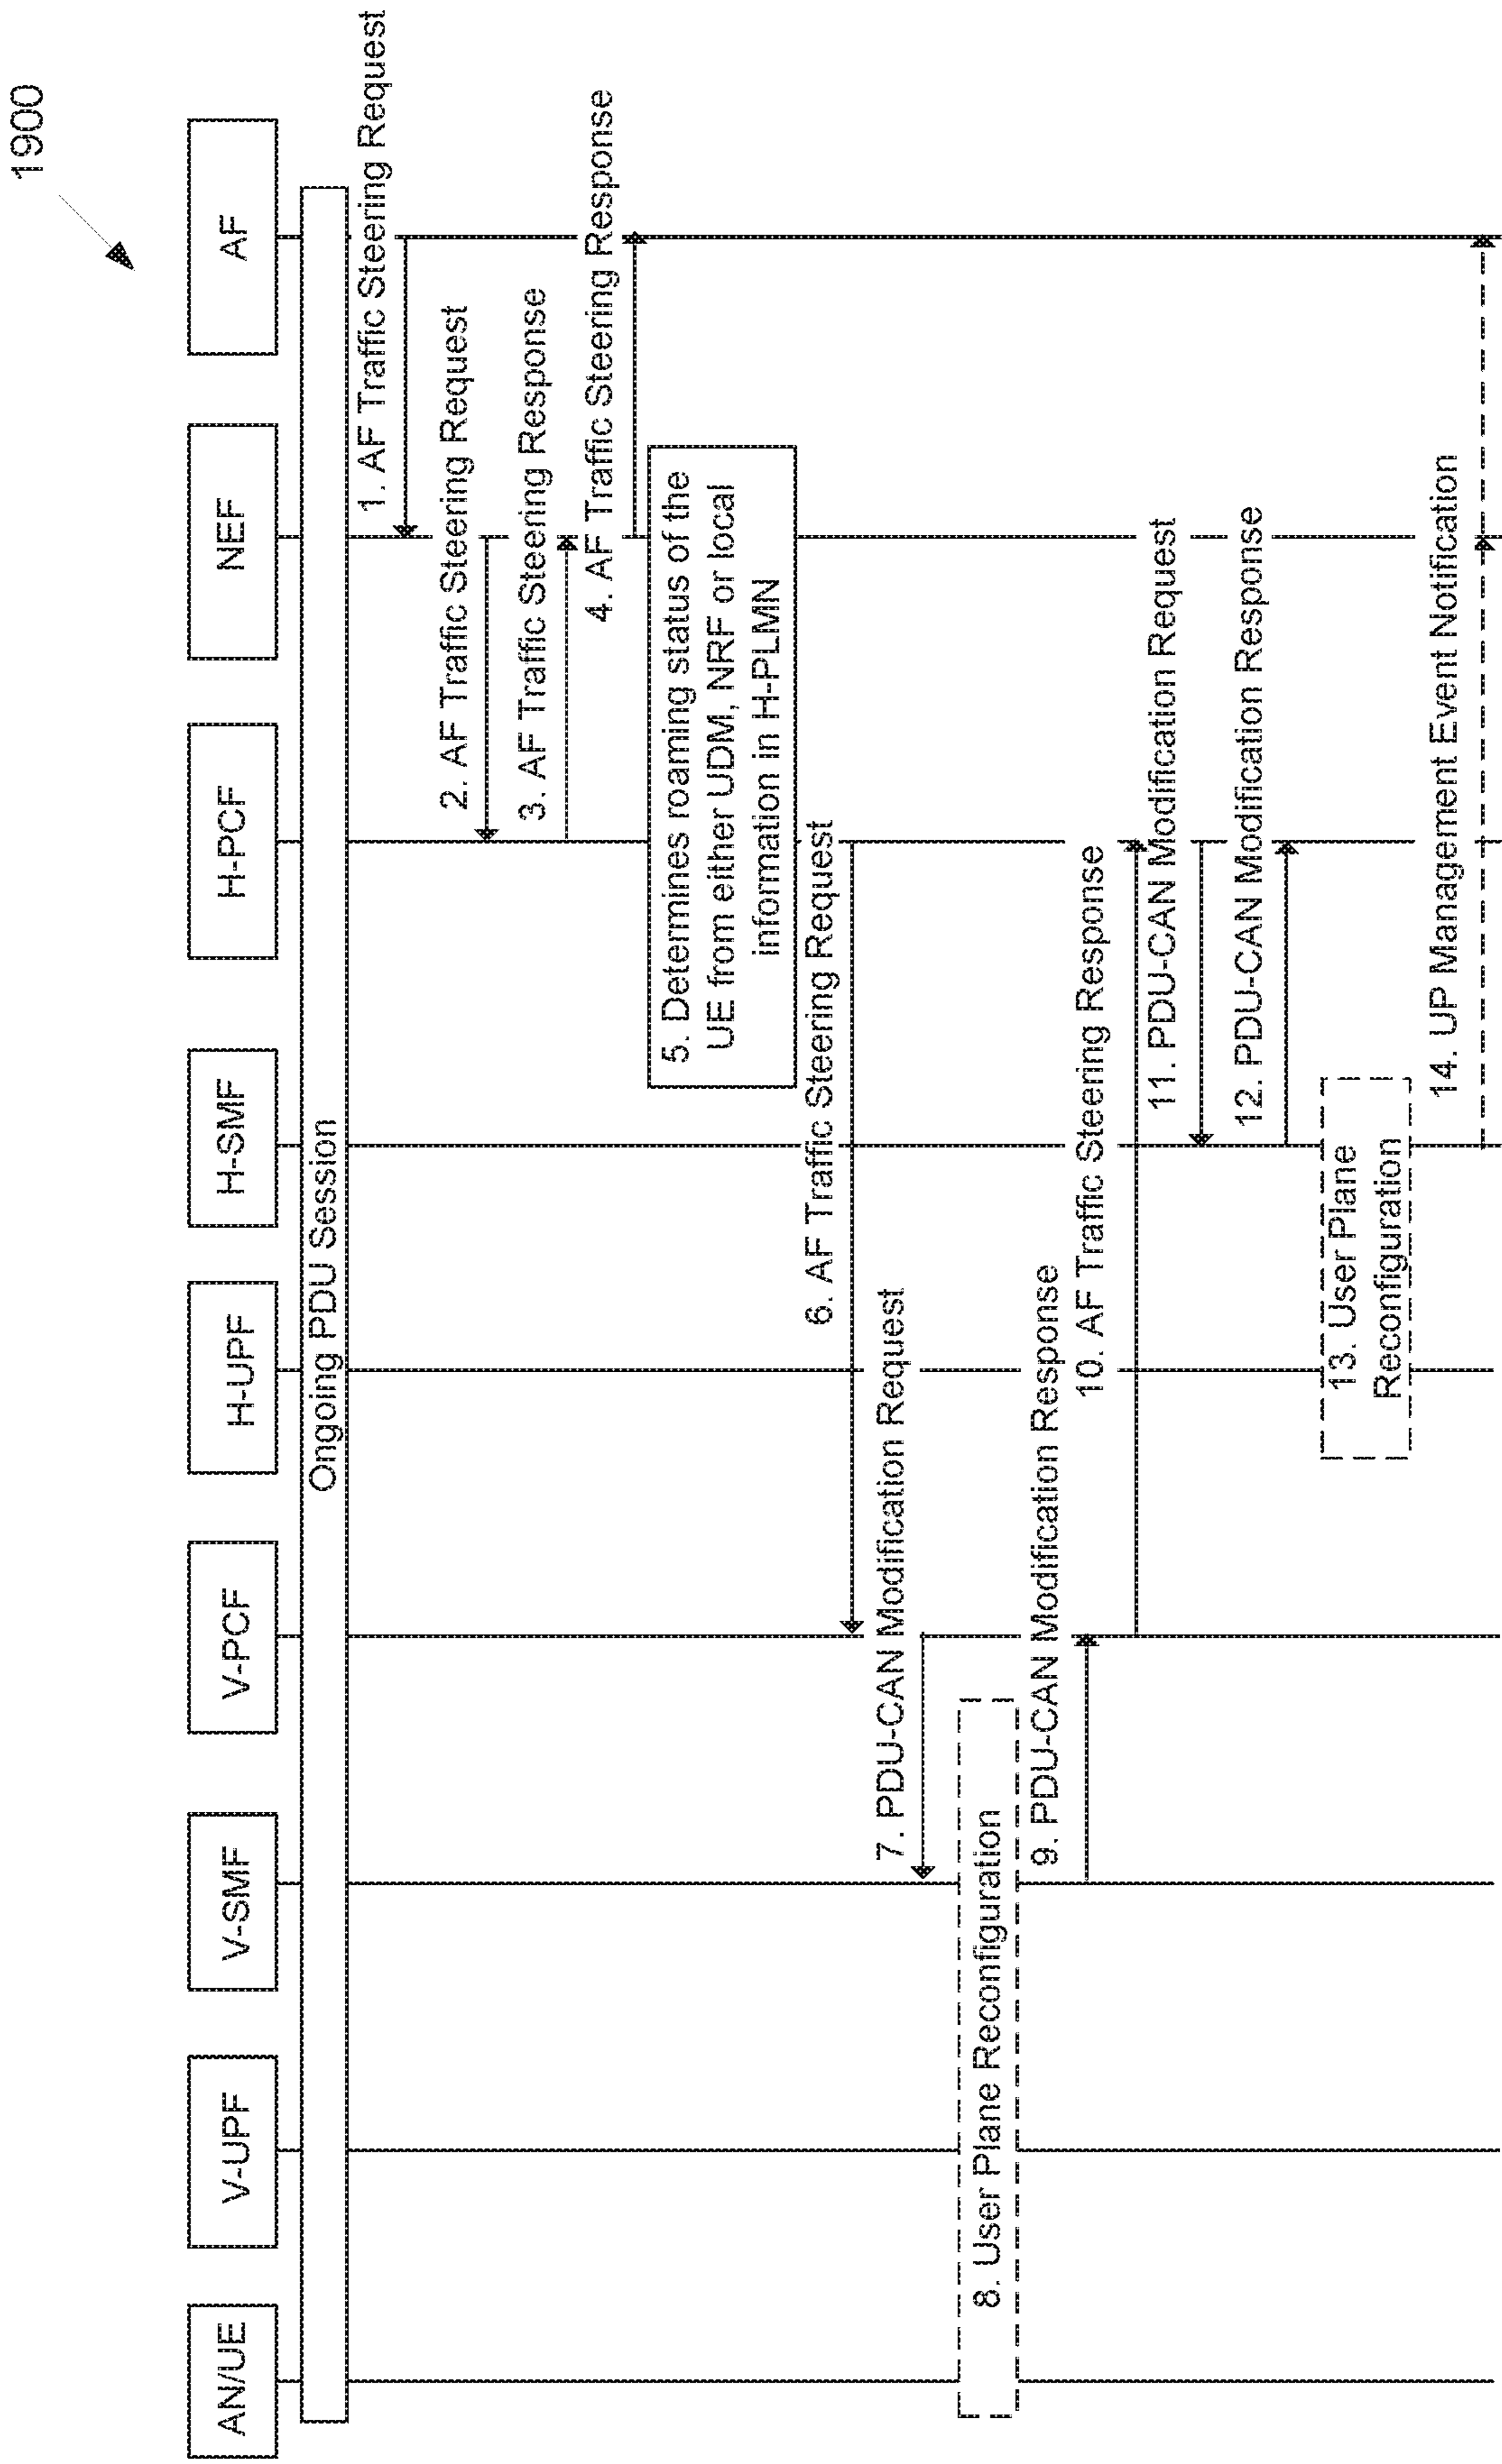 1900
AN/UE
V-UPF
V-SMF
V-PCF
H-UPF
H-SMF
H-PCF
NEF
AF
Ongoing PDU Session
1. AF Traffic Steering Request
2. AF Traffic Steering Request
3. AF Traffic Steering Response
4. AF Traffic Steering Response
5. Determines roaming status of the
UE from either UDM, NRF or local
information in H-PLMN
6. AF Traffic Steering Request
7. PDU-CAN Modification Request
8. User Plane Reconfiguration
9. PDU-CAN Modification Response
10. AF Traffic Steering Response
11. PDU-CAN Modification Request
12. PDU-CAN Modification Response
13. User Plane
Reconfiguration
14. UP Management Event Notification